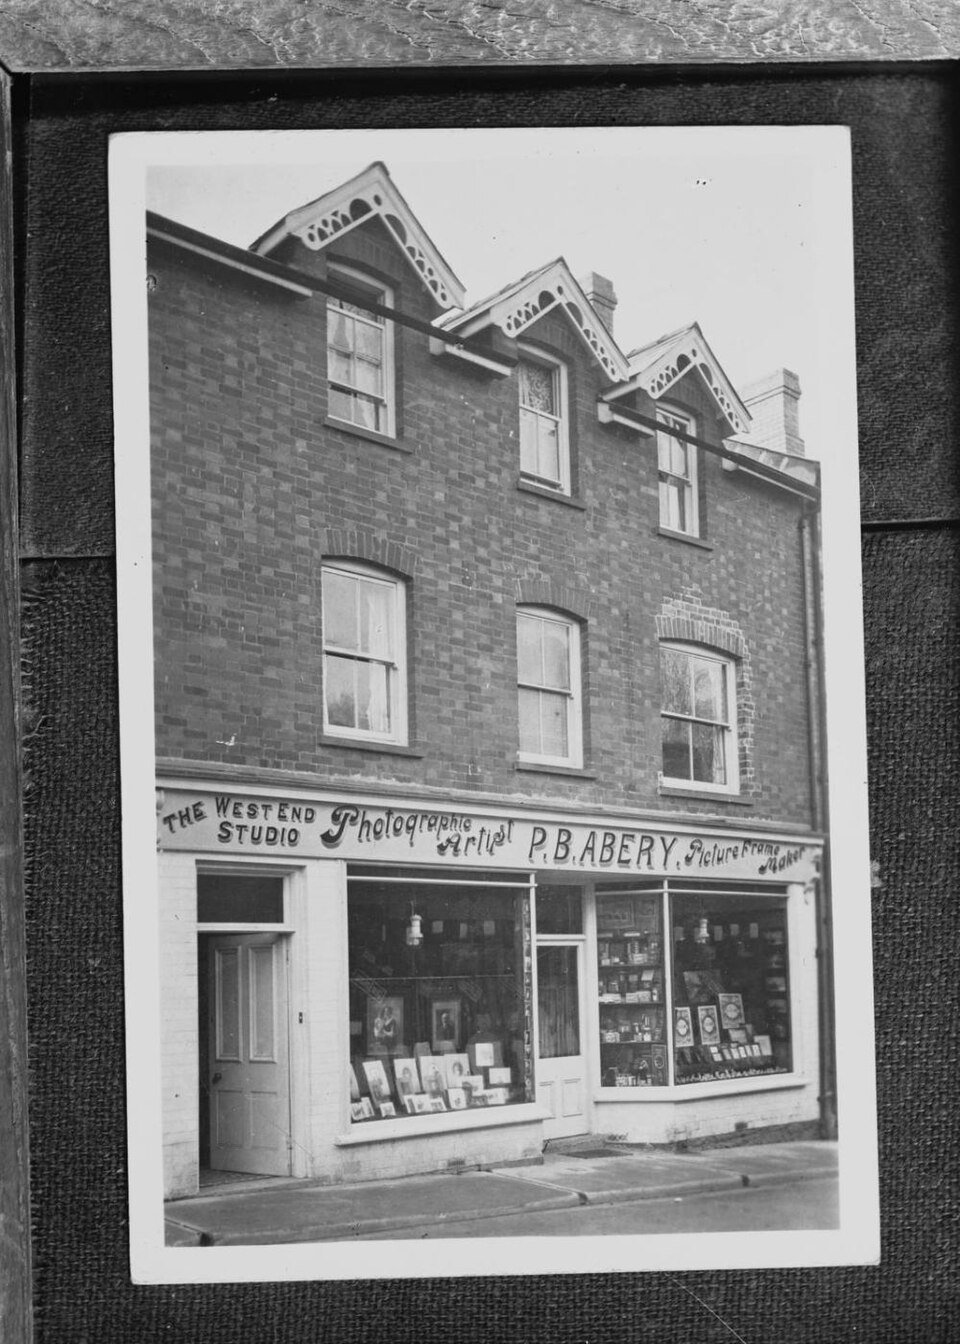 THE WEST END
STUDIO
Photographic
Artist
P. B. ABERY.
Picture Frame
Maker